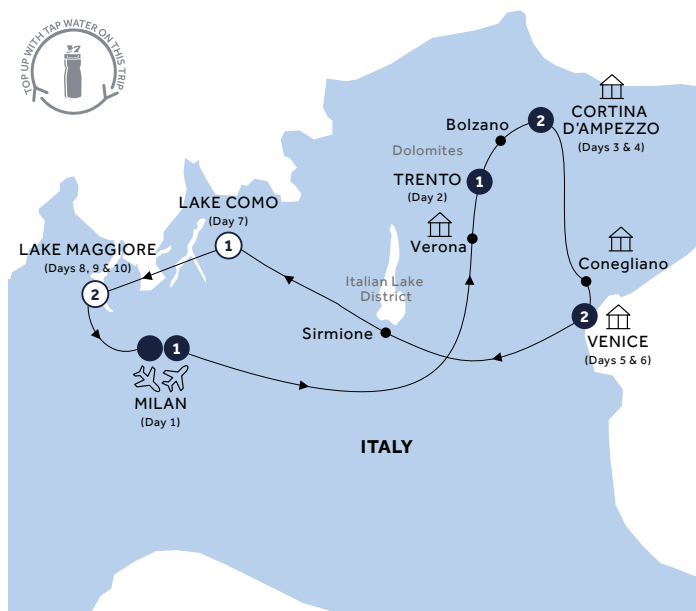 TOP UP WITH TAP WATER ON THIS TRIP
2
CORTINA
D'AMPEZZO
(Days 3 & 4)
Bolzano
Dolomites
TRENTO
1
(Day 2)
LAKE COMO
(Day 7)
1
Verona
LAKE MAGGIORE
(Days 8, 9 & 10)
2
Conegliano
Italian Lake
District
2
VENICE
(Days 5 & 6)
Sirmione
1
MILAN
(Day 1)
ITALY